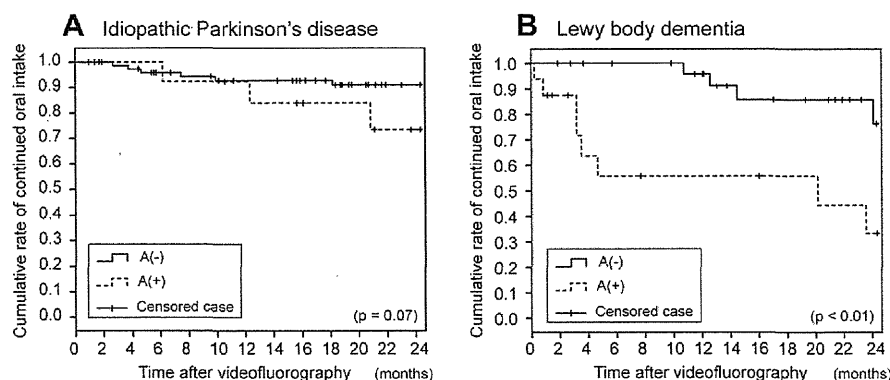 A Idiopathic Parkinson's disease
Cumulative rate of continued oral intake
1.0
0.9
0.8
0.7
0.6
0.5
0.4
0.3
0.2
0.1
0.0
A(-)
A(+)
Censored case
(p = 0.07)
0 2 4 6 8 10 12 14 16 18 20 22 24
Time after videofluorography (months)
B Lewy body dementia
Cumulative rate of continued oral intake
1.0
0.9
0.8
0.7
0.6
0.5
0.4
0.3
0.2
0.1
0.0
A(-)
A(+)
Censored case
(p < 0.01)
0 2 4 6 8 10 12 14 16 18 20 22 24
Time after videofluorography (months)